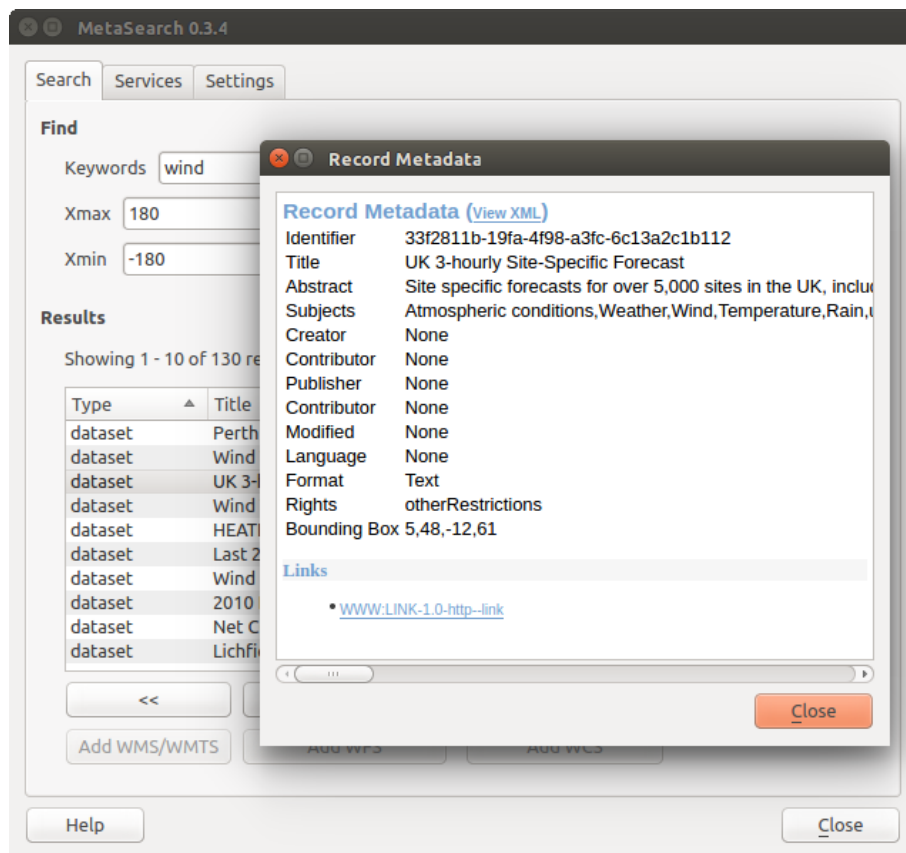 MetaSearch 0.3.4
Search Services Settings
Find
Keywords wind
Xmax 180
Xmin -180
Results
Showing 1 - 10 of 130
Type Title
dataset Perth
dataset Wind
dataset UK
dataset Wind
dataset
dataset Last 2
dataset Wind
dataset 2010
dataset Net
dataset
<<
Add WMS/WMTS Add WFS Add WCS
Help Close
Record Metadata
Record Metadata (View XML)
Identifier 33f2811b-19fa-4f98-a3fc-6c13a2c1b112
Title UK 3-hourly Site-Specific Forecast
Abstract Site specific forecasts for over 5,000 sites in the UK,
Subjects Atmospheric conditions,Weather,Wind,Temperature,Rain,
Creator None
Contributor None
Publisher None
Contributor None
Modified None
Language None
Format Text
Rights otherRestrictions
Bounding Box 5,48,-12,61
Links
WWW:LINK-1.0-http--link
Close